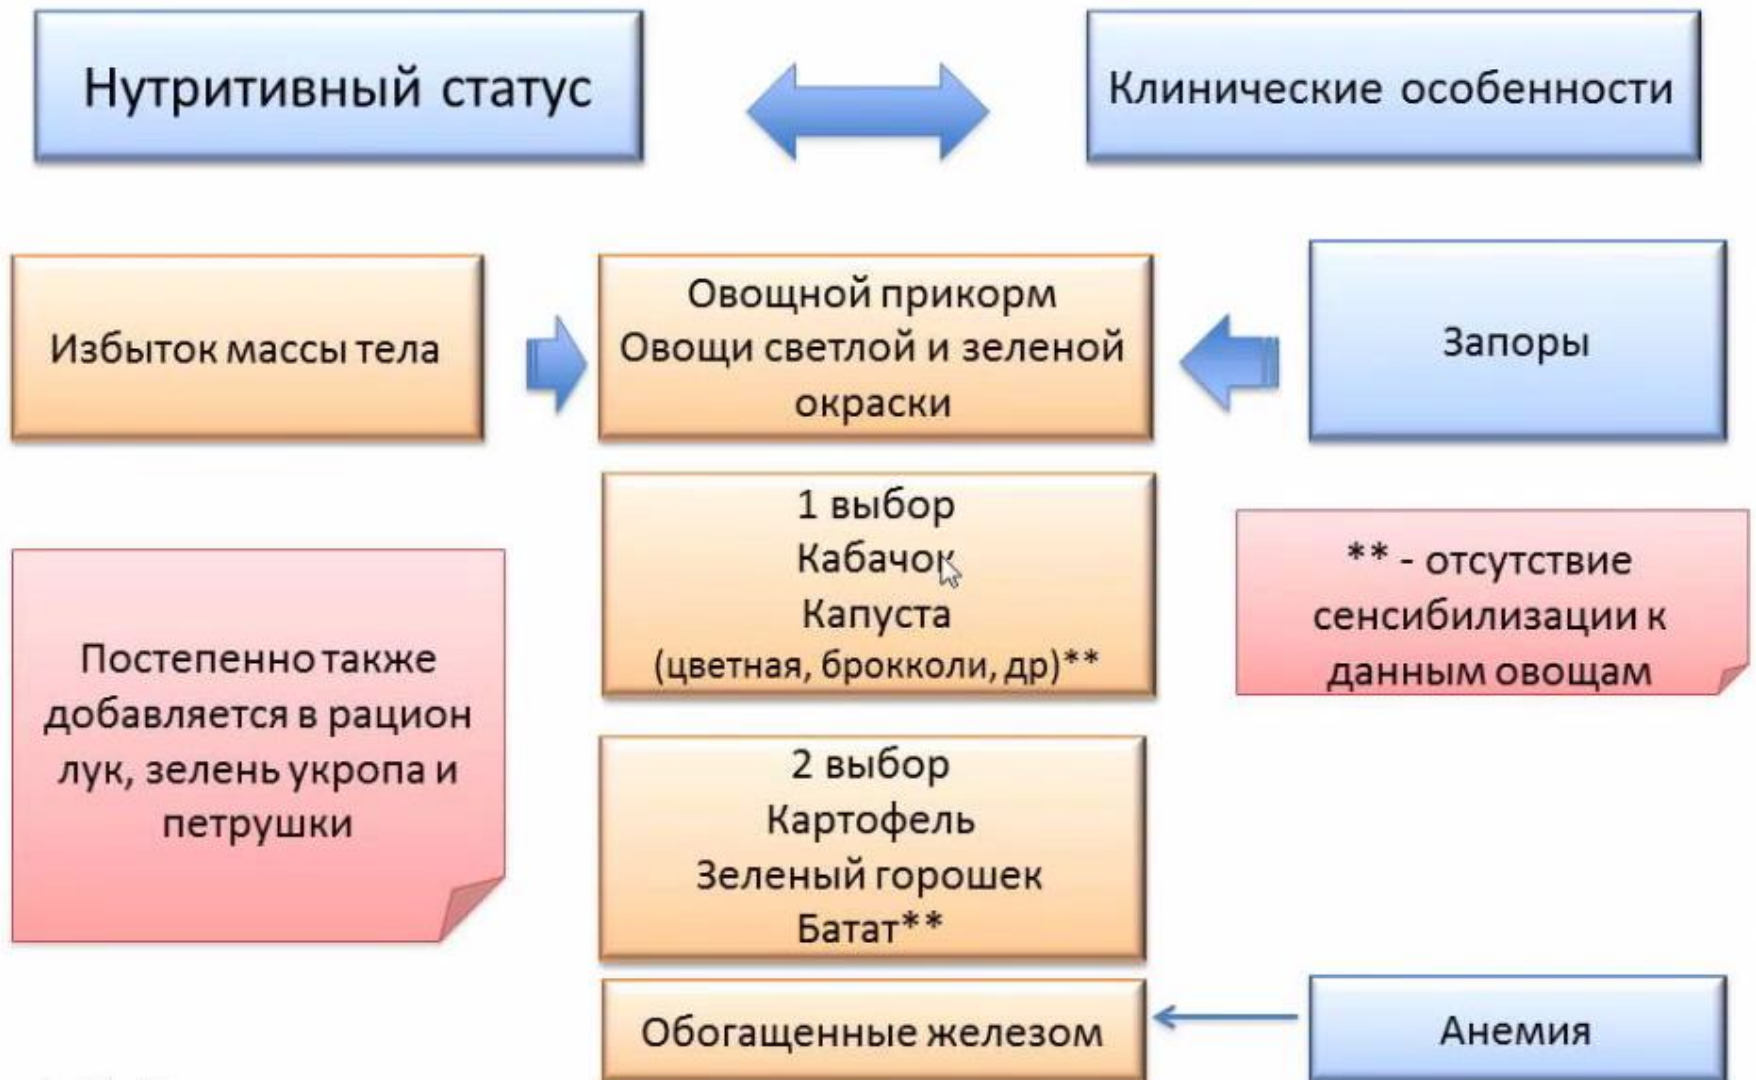 Нутритивный статус
Клинические особенности
Избыток массы тела
Овощной прикорм
Овощи светлой и зеленой
окраски
Запоры
1 выбор
Кабачок
Капуста
(цветная, брокколи, др)**
** - отсутствие
сенсибилизации к
данным овощам
Постепенно также
добавляется в рацион
лук, зелень укропа и
петрушки
2 выбор
Картофель
Зеленый горошек
Батат**
Обогащенные железом
Анемия